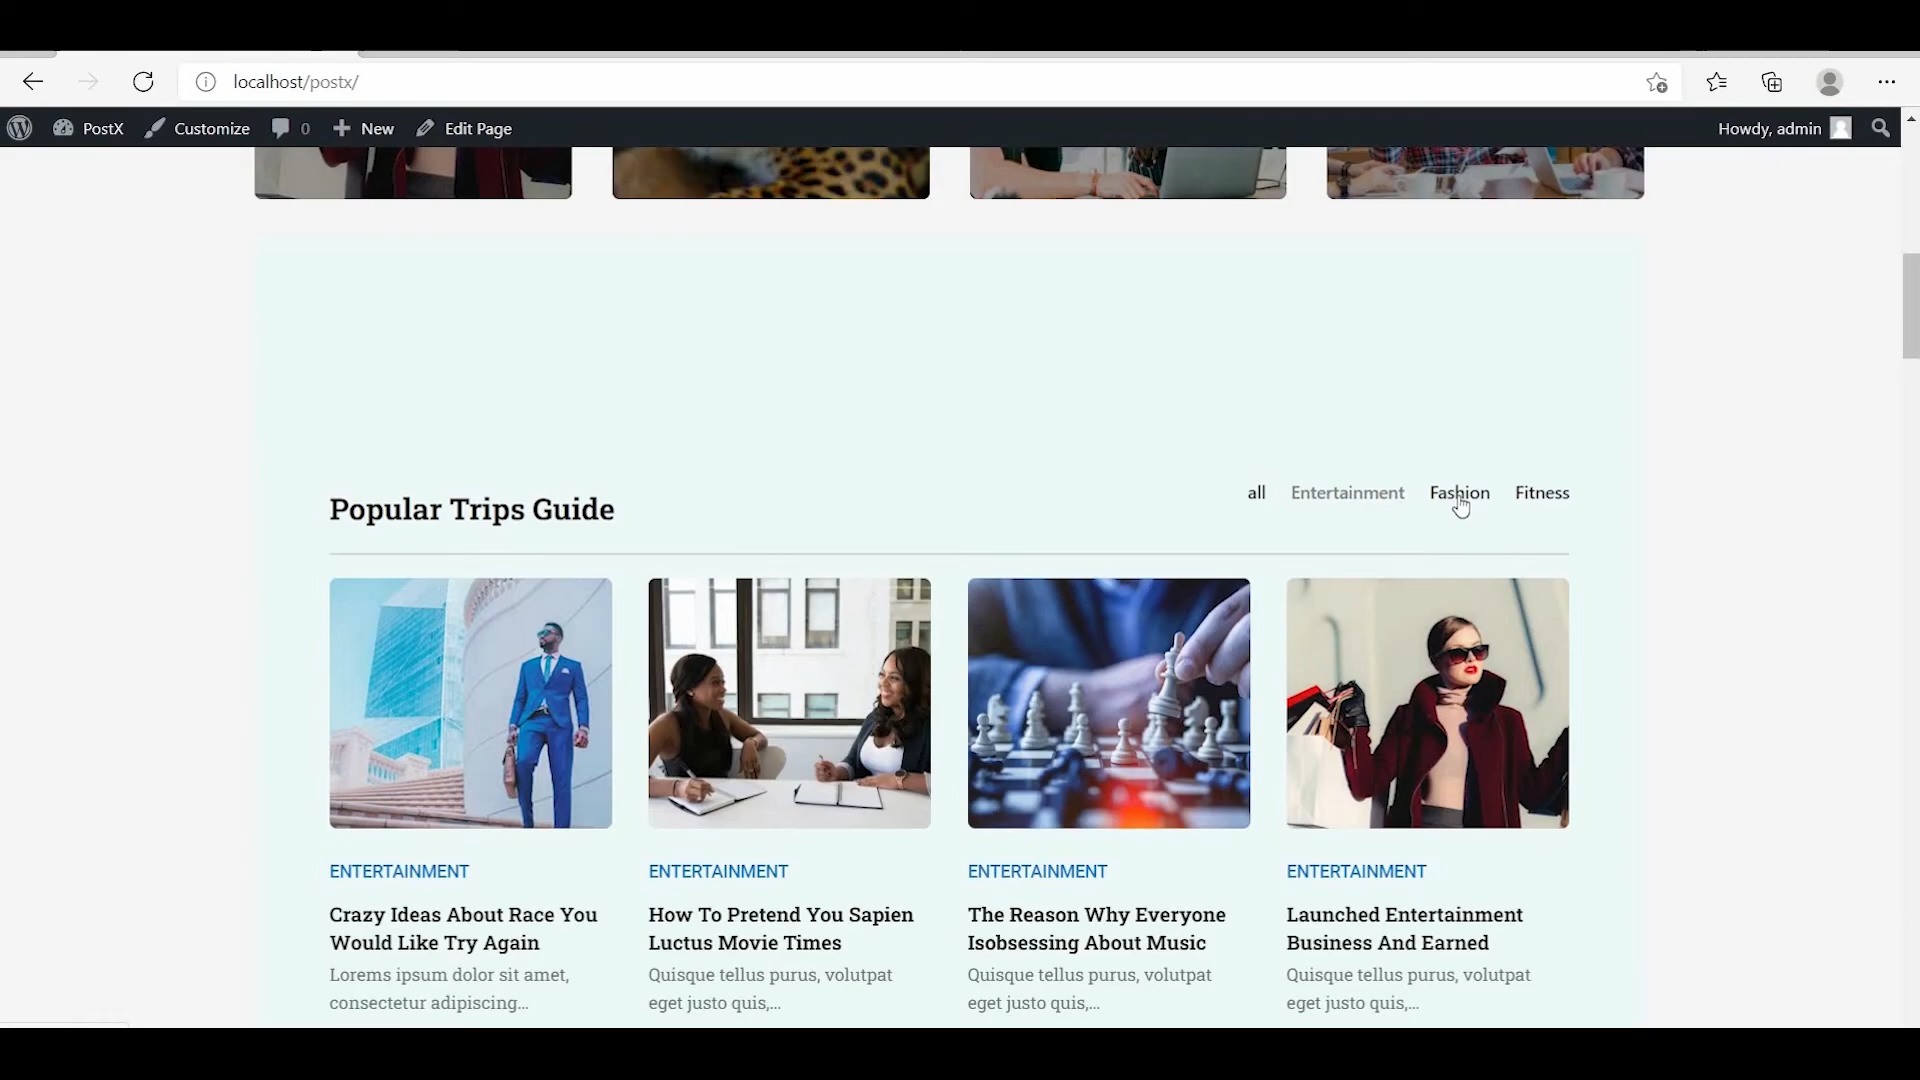 localhost/postx/
PostX Customize 0 New Edit Page Howdy, admin
all Entertainment Fashion Fitness
Popular Trips Guide
ENTERTAINMENT
Crazy Ideas About Race You
Would Like Try Again
Lorems ipsum dolor sit amet,
consectetur adipiscing...
ENTERTAINMENT
How To Pretend You Sapien
Luctus Movie Times
Quisque tellus purus, volutpat
eget justo quis,...
ENTERTAINMENT
The Reason Why Everyone
Isobsessing About Music
Quisque tellus purus, volutpat
eget justo quis,...
ENTERTAINMENT
Launched Entertainment
Business And Earned
Quisque tellus purus, volutpat
eget justo quis,...